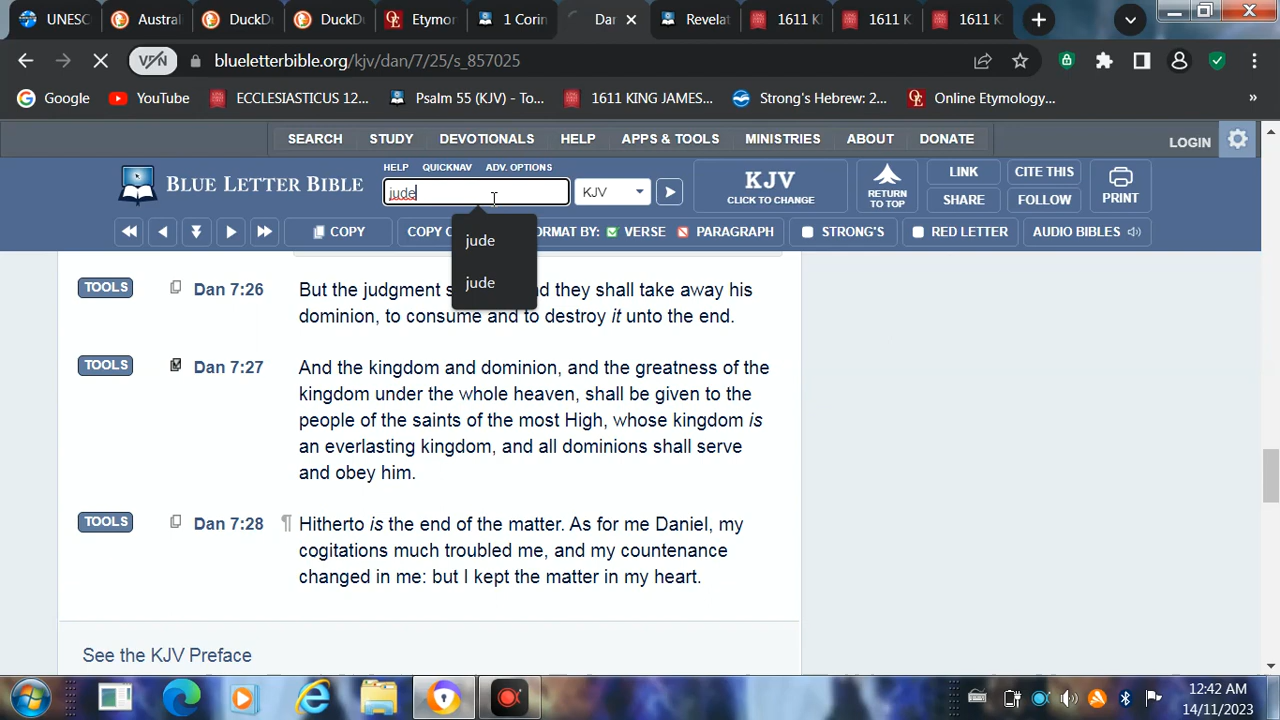 UNESC
Austral
DuckD
DuckDu
Etymo
1 Corin
Dan
Revelat
1611 KI
1611 K
1611 K
VPN
blueletterbible.org/kjv/dan/7/25/s_857025
Google
YouTube
ECCLESIASTICUS 12...
Psalm 55 (KJV) - To...
1611 KING JAMES...
Strong's Hebrew: 2...
Online Etymology...
»
SEARCH STUDY DEVOTIONALS HELP APPS & TOOLS MINISTRIES ABOUT DONATE
LOGIN
BLUE LETTER BIBLE
HELP QUICKNAV ADV. OPTIONS
jude
KJV
KJV
CLICK TO CHANGE
RETURN
TO TOP
LINK
CITE THIS
SHARE
FOLLOW
PRINT
COPY
COPY
FORMAT BY: VERSE PARAGRAPH
STRONG'S
RED LETTER
AUDIO BIBLES
jude
jude
TOOLS Dan 7:26 But the judgment s nd they shall take away his
dominion, to consume and to destroy it unto the end.
TOOLS Dan 7:27 And the kingdom and dominion, and the greatness of the
kingdom under the whole heaven, shall be given to the
people of the saints of the most High, whose kingdom is
an everlasting kingdom, and all dominions shall serve
and obey him.
TOOLS Dan 7:28 ¶ Hitherto is the end of the matter. As for me Daniel, my
cogitations much troubled me, and my countenance
changed in me: but I kept the matter in my heart.
See the KJV Preface
12:42 AM
14/11/2023